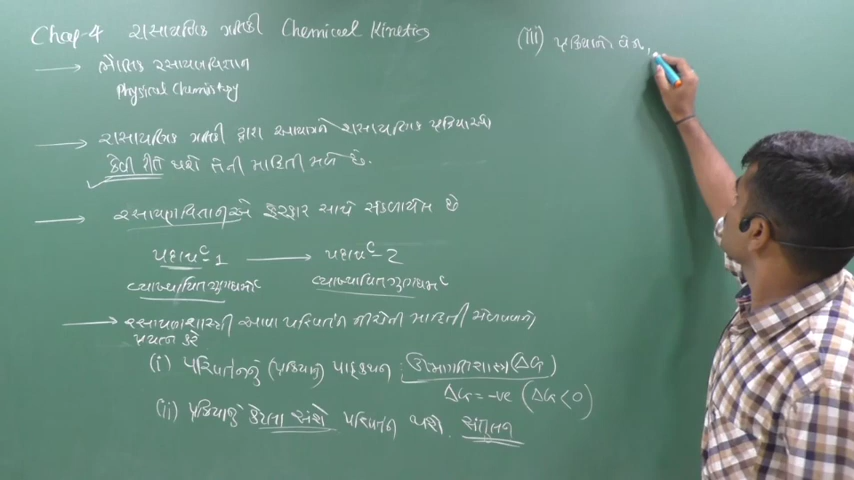 Chap-4 રાસાયણિક ગતિકી Chemical Kinetics
→ ભૌતિક રસાયણવિજ્ઞાન
Physical Chemistry
→ રાસાયણિક ગતિકી દ્વારા આપણને રાસાયણિક પ્રક્રિયાઓ
કેવી રીતે થશે તેની માહિતી મળે છે.
→ રસાયણવિજ્ઞાન એ ફેરફાર સાથે સંકળાયેલ છે
પદાર્થ-1 → પદાર્થ-2
વ્યાખ્યાયિત ગુણધર્મો વ્યાખ્યાયિત ગુણધર્મ
→ રસાયણશાસ્ત્રી આવા પરિવર્તન નીચેની માહિતી મેળવવાનો
પ્રયત્ન કરે
(i) પરિવર્તનનું (પ્રક્રિયાનું) : ઉષ્માગતિશાસ્ત્ર (ΔG)
ΔG = -ve (ΔG < 0)
(ii) પ્રક્રિયાનું કેટલા અંશે પરિવર્તન થશે. સંતુલન
(iii) પ્રક્રિયાનો વેગ,